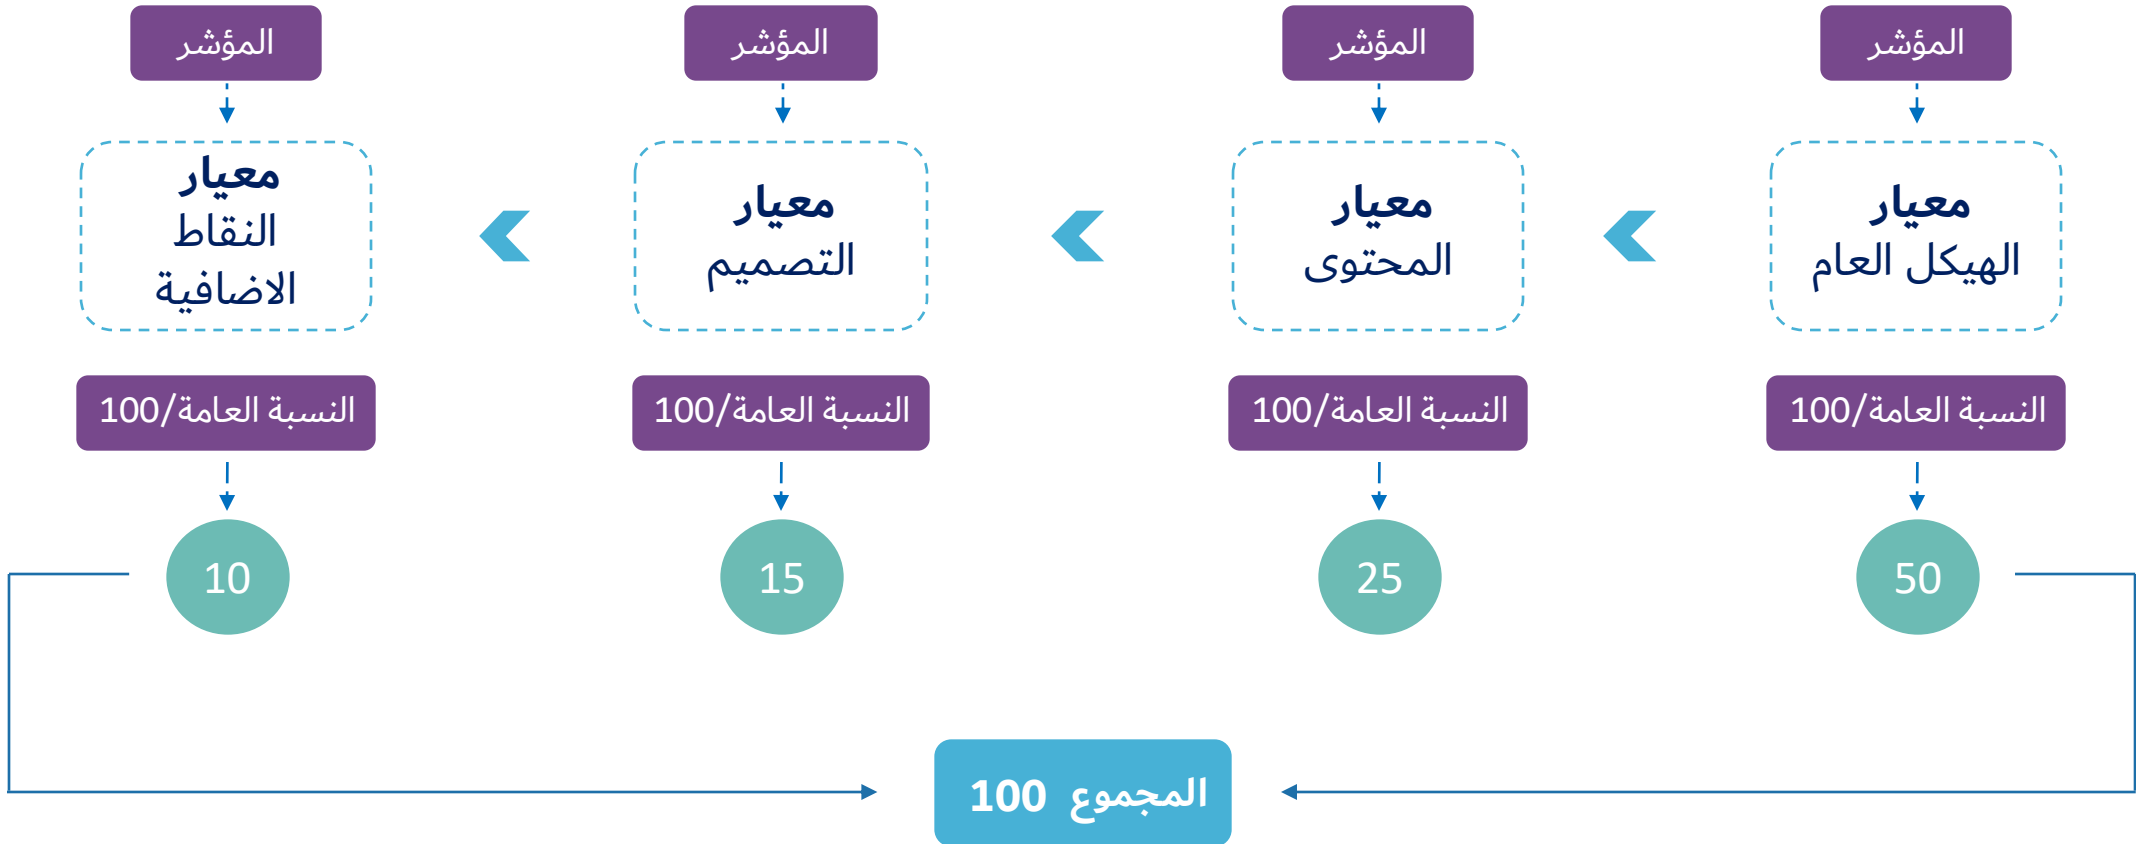 المؤشر
المؤشر
المؤشر
المؤشر
معيار
الهيكل العام
معيار
المحتوى
معيار
التصميم
معيار
النقاط
الاضافية
النسبة العامة/100
النسبة العامة/100
النسبة العامة/100
النسبة العامة/100
50
25
15
10
المجموع 100